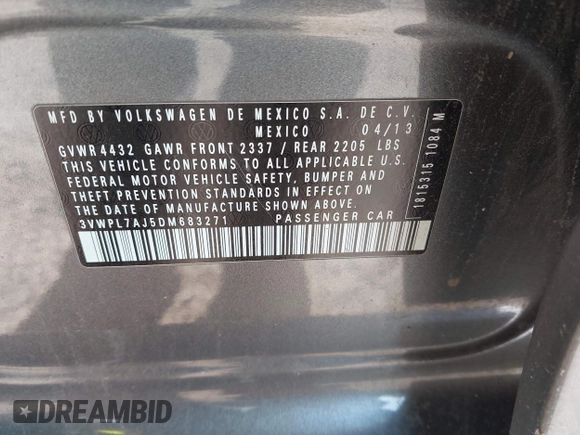 MFD BY VOLKSWAGEN DE MEXICO S.A. DE C.V.
MEXICO 04/13
GVWR 4432 GAWR FRONT 2337 / REAR 2205 LBS
THIS VEHICLE CONFORMS TO ALL APPLICABLE U.S.
FEDERAL MOTOR VEHICLE SAFETY, BUMPER AND
THEFT PREVENTION STANDARDS IN EFFECT ON
THE DATE OF MANUFACTURE SHOWN ABOVE.
3VWPL7AJ5DM683271 PASSENGER CAR
1815315 1084 M
DREAMBID